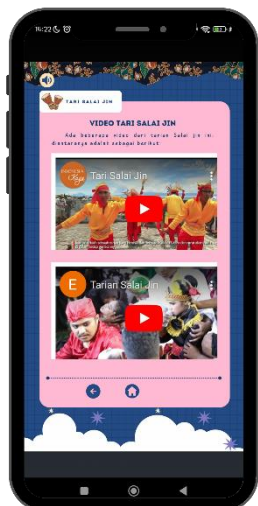 14:22
TARI SALAI JIN
VIDEO TARI SALAI JIN
Ada beberapa video dari tarian Salai jin ini,
diantaranya adalah sebagai berikut:
Tari Salai Jin
E
Tarian Salai Jin